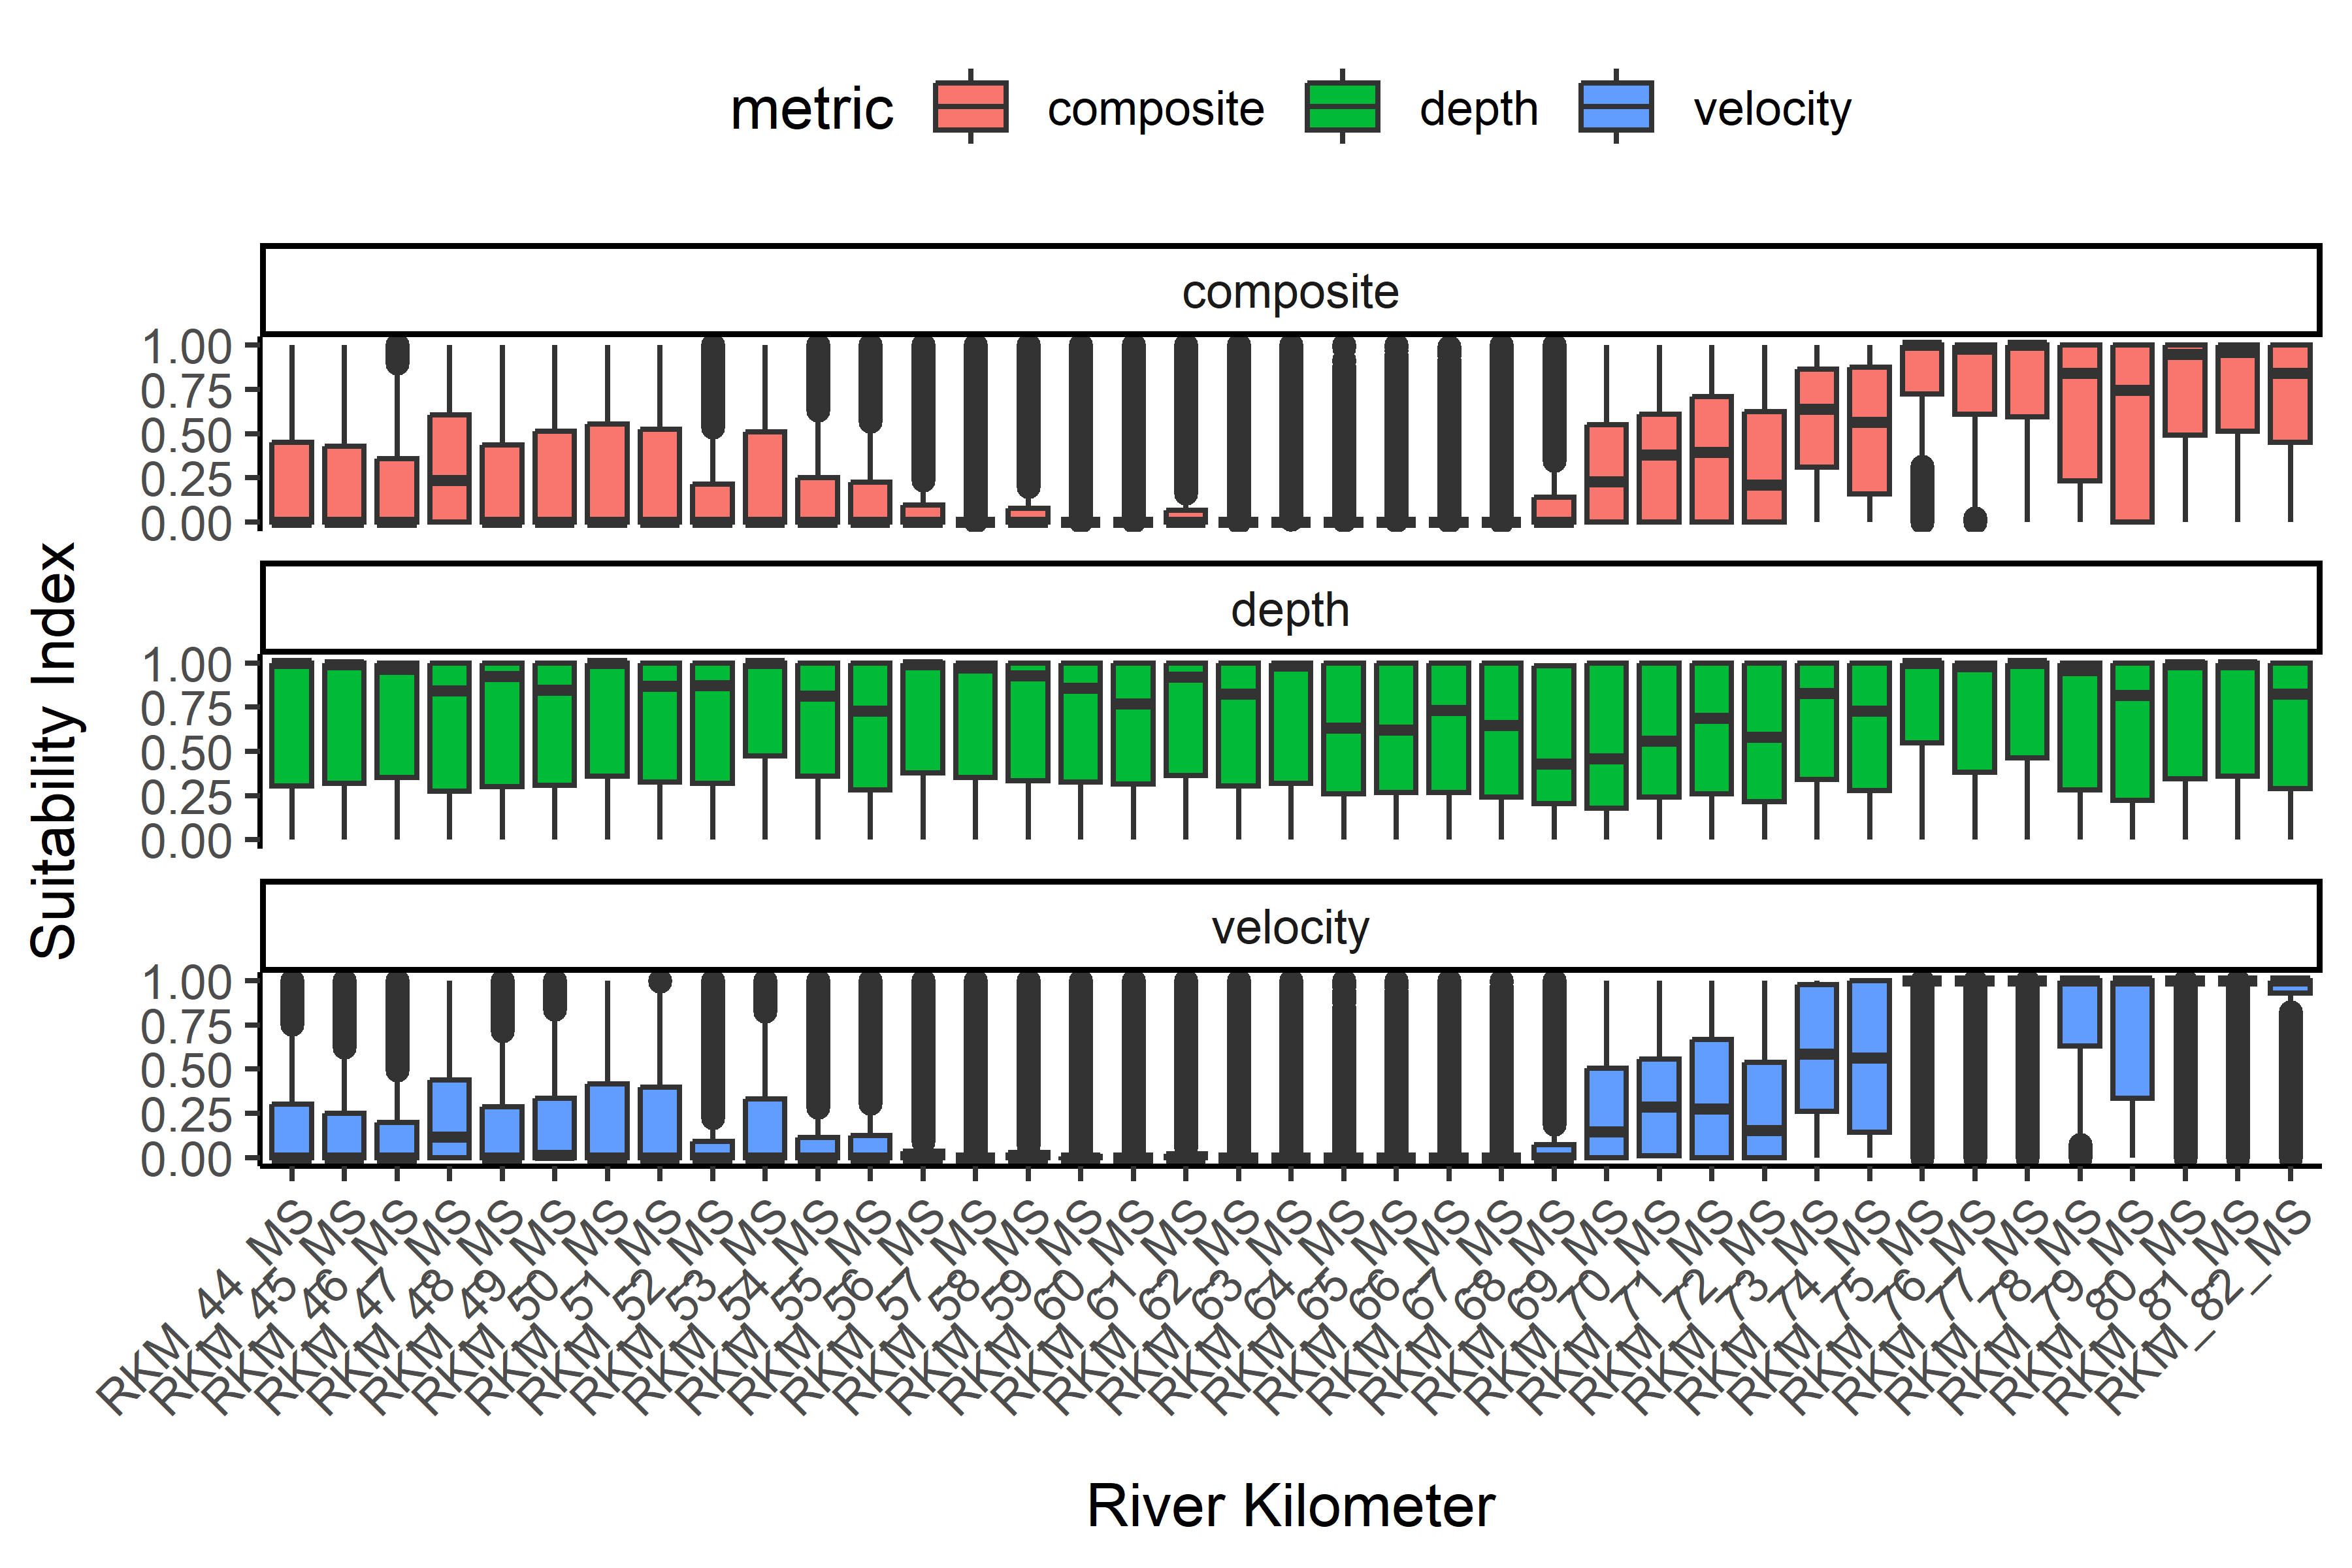 metric composite depth velocity
composite
1.00
0.75
0.50
0.25
0.00
depth
1.00
0.75
0.50
0.25
0.00
velocity
1.00
0.75
0.50
0.25
0.00
Suitability Index
RKM_44_MS
RKM_45_MS
RKM_46_MS
RKM_47_MS
RKM_48_MS
RKM_49_MS
RKM_50_MS
RKM_51_MS
RKM_52_MS
RKM_53_MS
RKM_54_MS
RKM_55_MS
RKM_56_MS
RKM_57_MS
RKM_58_MS
RKM_59_MS
RKM_60_MS
RKM_61_MS
RKM_62_MS
RKM_63_MS
RKM_64_MS
RKM_65_MS
RKM_66_MS
RKM_67_MS
RKM_68_MS
RKM_69_MS
RKM_70_MS
RKM_71_MS
RKM_72_MS
RKM_73_MS
RKM_74_MS
RKM_75_MS
RKM_76_MS
RKM_77_MS
RKM_78_MS
RKM_79_MS
RKM_80_MS
RKM_81_MS
RKM_82_MS
River Kilometer